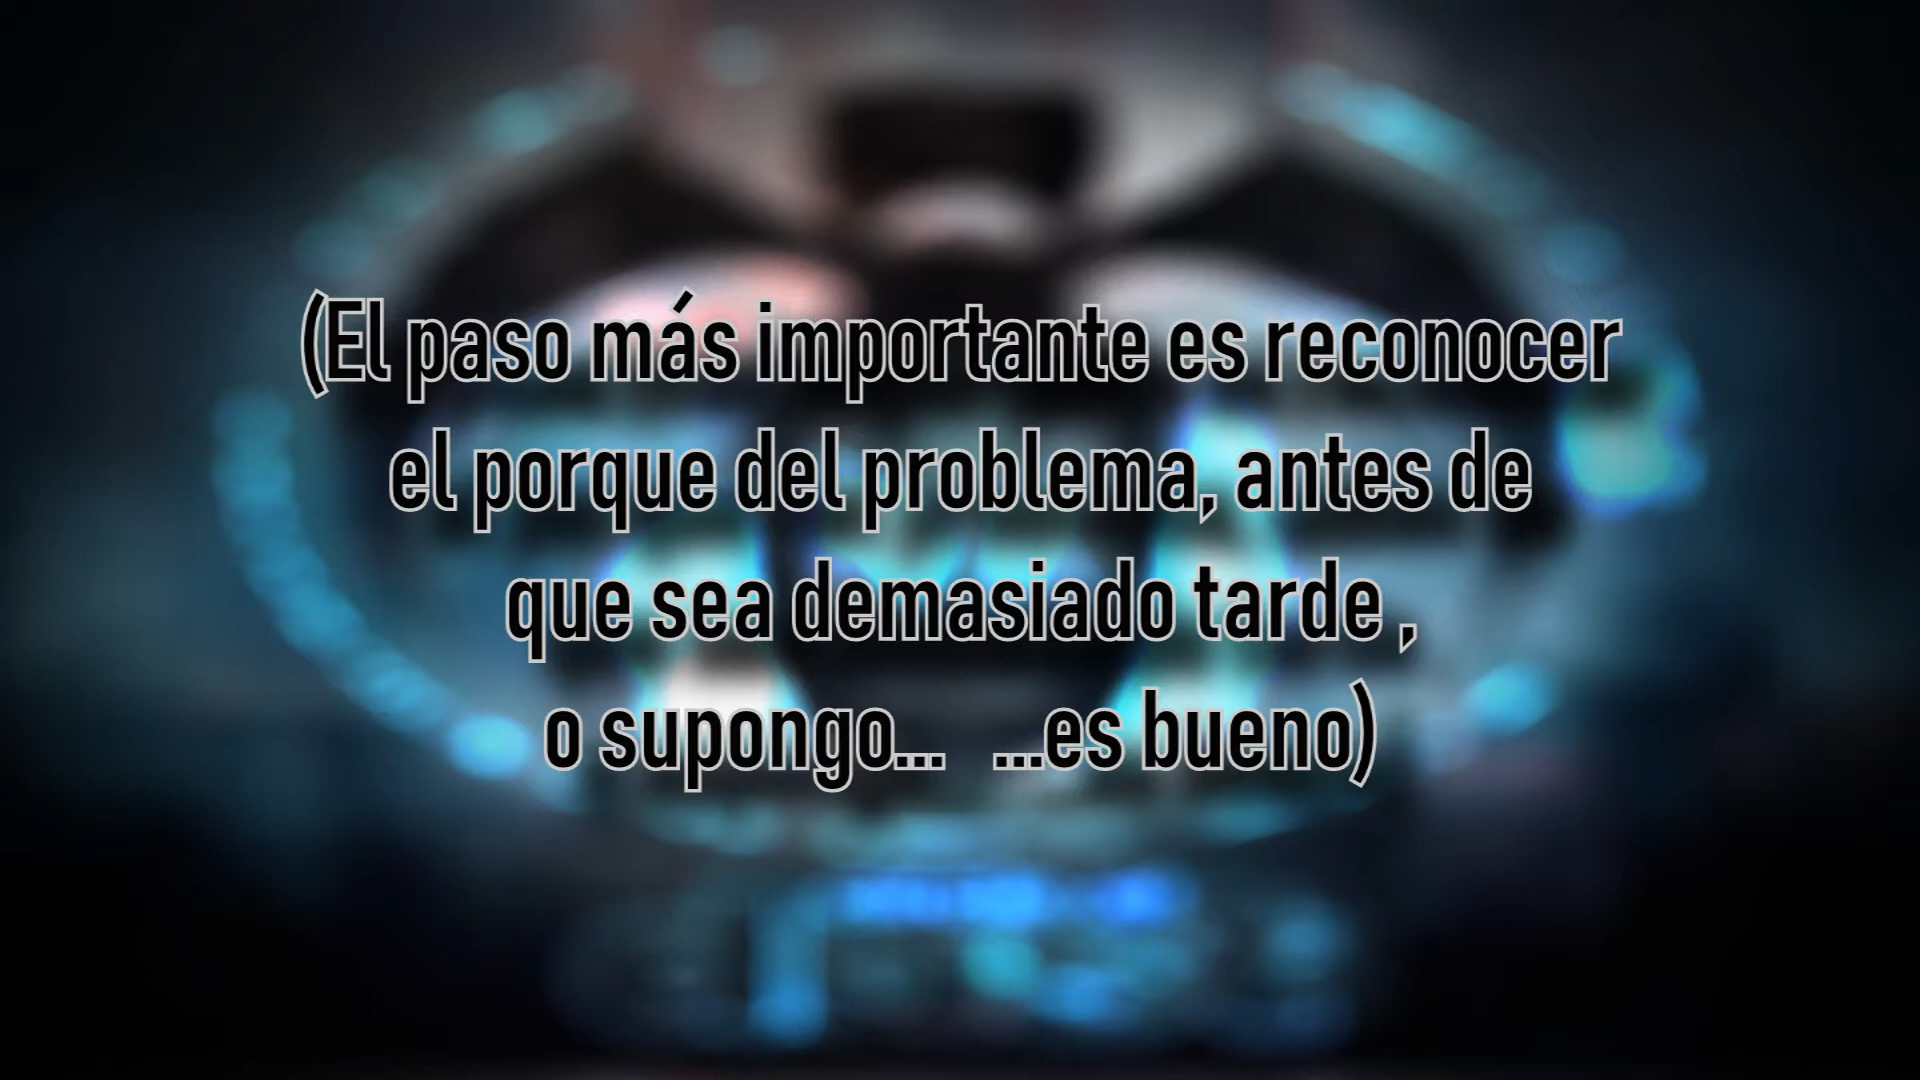 (El paso más importante es reconocer
el porque del problema, antes de
que sea demasiado tarde ,
o supongo... ...es bueno)